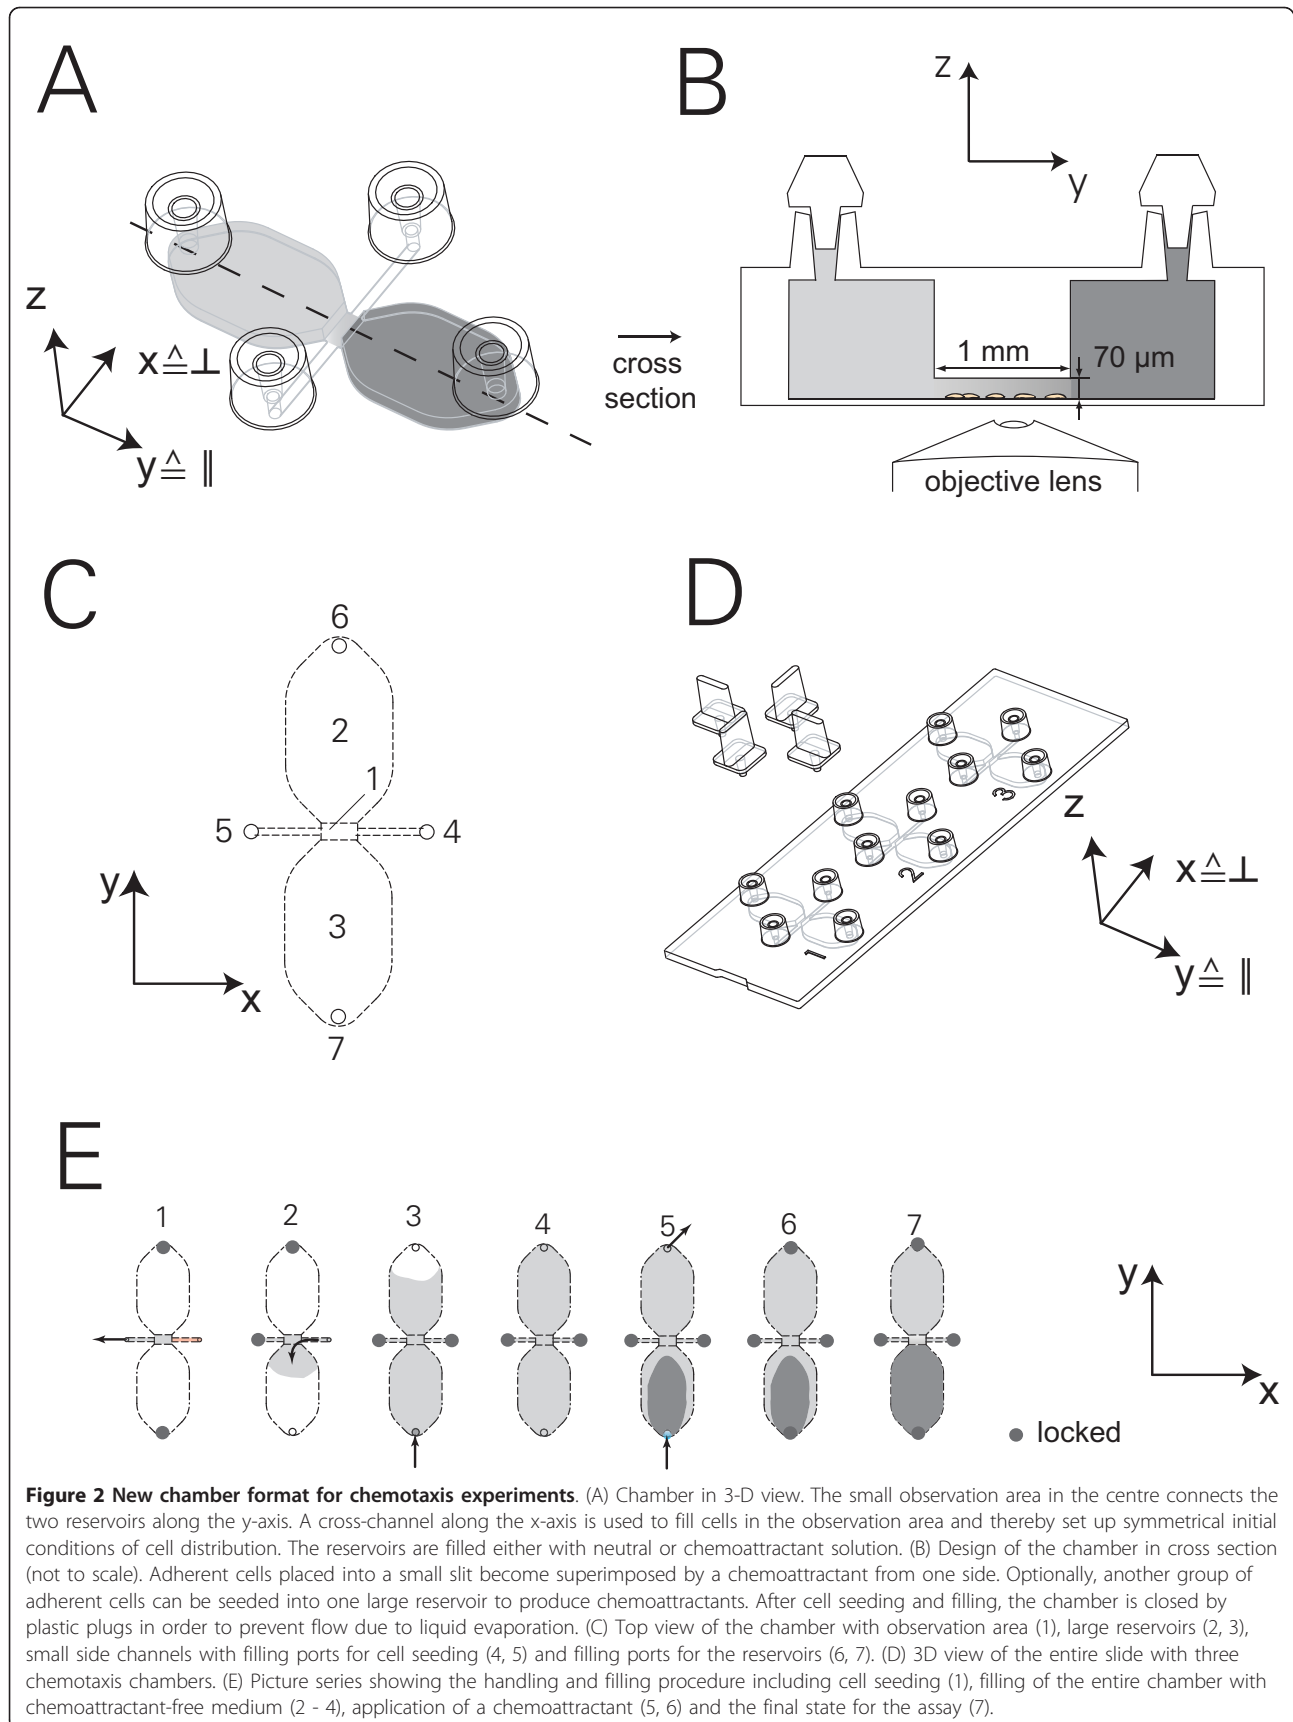 A
B
z
y
z
x≙⊥
y≙ ∥
cross
section
1 mm
70 µm
objective lens
C
D
6
2
1
5
4
3
7
y
x
3
2
1
z
x≙⊥
y≙ ∥
E
1
2
3
4
5
6
7
y
x
locked
Figure 2 New chamber format for chemotaxis experiments. (A) Chamber in 3-D view. The small observation area in the centre connects the
two reservoirs along the y-axis. A cross-channel along the x-axis is used to fill cells in the observation area and thereby set up symmetrical initial
conditions of cell distribution. The reservoirs are filled either with neutral or chemoattractant solution. (B) Design of the chamber in cross section
(not to scale). Adherent cells placed into a small slit become superimposed by a chemoattractant from one side. Optionally, another group of
adherent cells can be seeded into one large reservoir to produce chemoattractants. After cell seeding and filling, the chamber is closed by
plastic plugs in order to prevent flow due to liquid evaporation. (C) Top view of the chamber with observation area (1), large reservoirs (2, 3),
small side channels with filling ports for cell seeding (4, 5) and filling ports for the reservoirs (6, 7). (D) 3D view of the entire slide with three
chemotaxis chambers. (E) Picture series showing the handling and filling procedure including cell seeding (1), filling of the entire chamber with
chemoattractant-free medium (2 - 4), application of a chemoattractant (5, 6) and the final state for the assay (7).